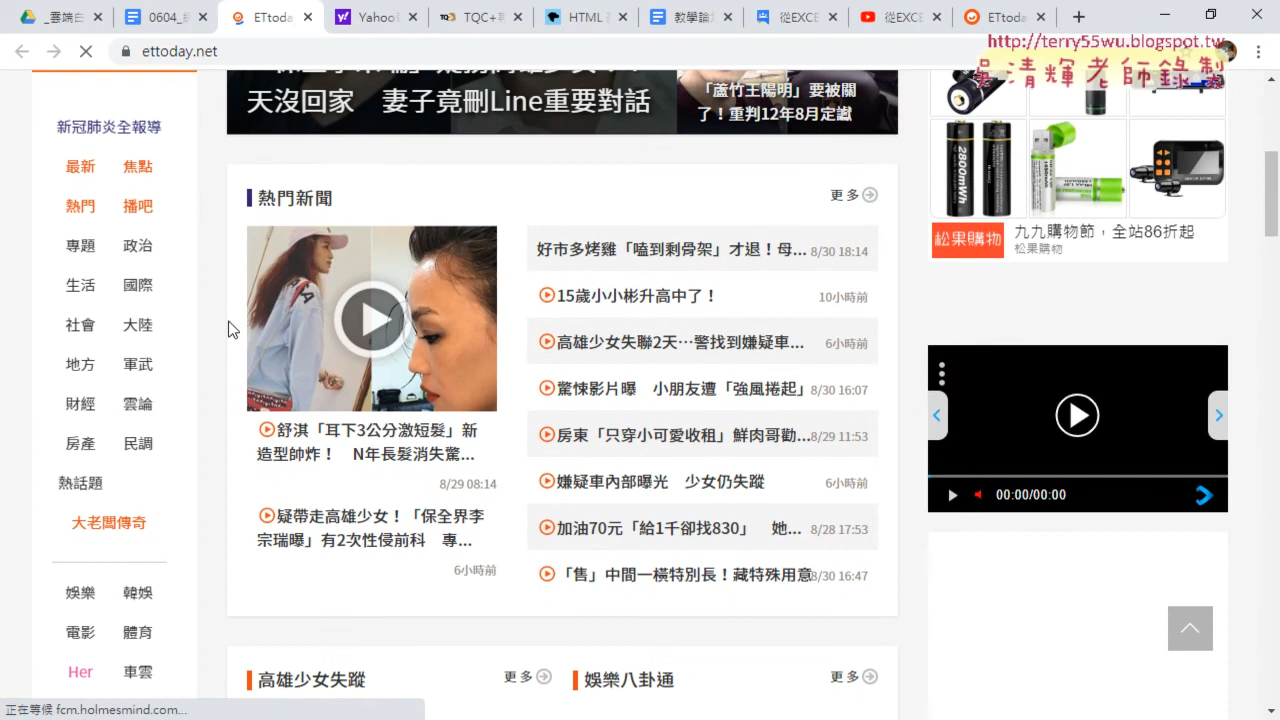 _雲端白
0604_
ETtoda
Yahoo!
TQC+
HTML
教學論
從EXCE
從EXCE
ETtoda
ettoday.net
http://terry55wu.blogspot.tw
吳清輝老師錄製
天沒回家 妻子竟刪Line重要對話
「蘆竹王陽明」要被關
了！重判12年8月定讞
新冠肺炎全報導
最新 焦點
熱門 播吧
專題 政治
生活 國際
社會 大陸
地方 軍武
財經 雲論
房產 民調
熱話題
大老闆傳奇
娛樂 韓娛
電影 體育
Her 車雲
熱門新聞
更多
舒淇「耳下3公分激短髮」新
造型帥炸！ N年長髮消失驚...
8/29 08:14
疑帶走高雄少女！「保全界李
宗瑞曝」有2次性侵前科 專...
6小時前
好市多烤雞「嗑到剩骨架」才退！母... 8/30 18:14
15歲小小彬升高中了！ 10小時前
高雄少女失聯2天…警找到嫌疑車... 6小時前
驚悚影片曝 小朋友遭「強風捲起」 8/30 16:07
房東「只穿小可愛收租」鮮肉哥勸... 8/29 11:53
嫌疑車內部曝光 少女仍失蹤 6小時前
加油70元「給1千卻找830」 她... 8/28 17:53
「售」中間一橫特別長！藏特殊用意 8/30 16:47
高雄少女失蹤 更多
娛樂八卦通 更多
2800mWh
松果購物
九九購物節，全站86折起
松果購物
00:00/00:00
正在等候 fcm.holmesmind.com...